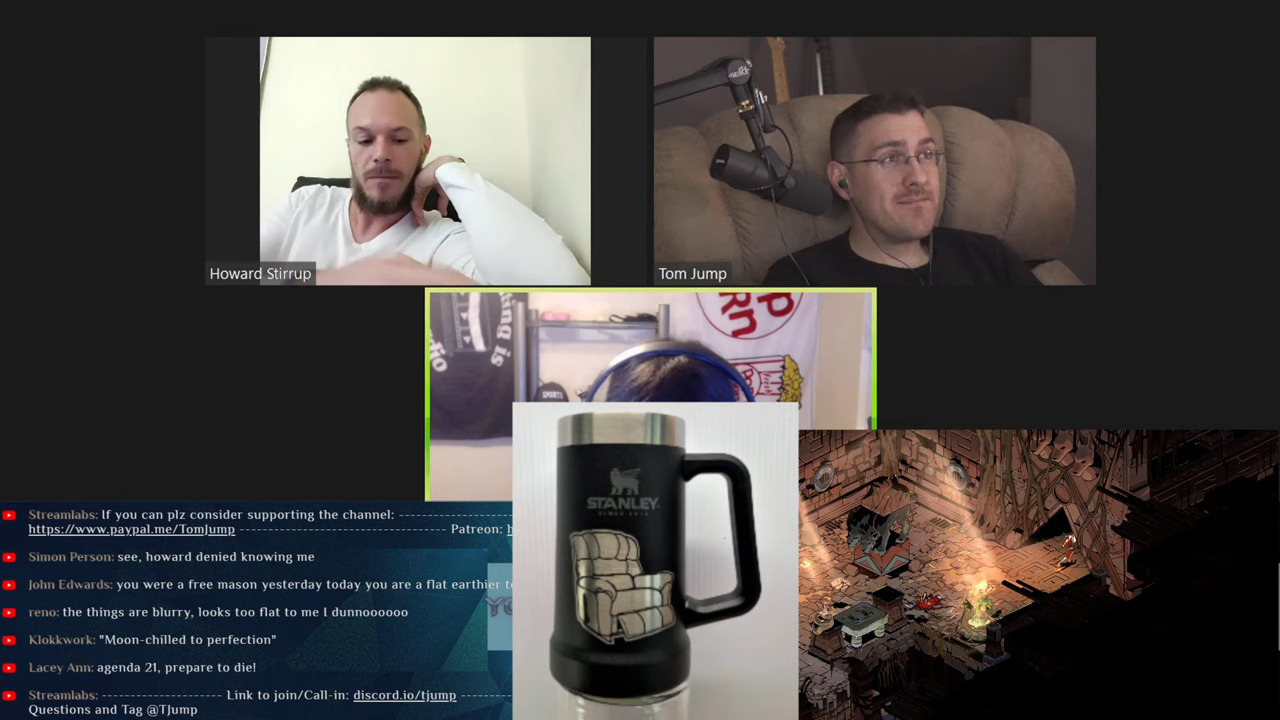 Howard Stirrup
Tom Jump
SPORTS
STANLEY
Streamlabs: If you can plz consider supporting the channel: ----------------------
https://www.paypal.me/TomJump ------------------------------------ Patreon: h
Simon Person: see, howard denied knowing me
John Edwards: you were a free mason yesterday today you are a flat earthier t
reno: the things are blurry, looks too flat to me I dunnooooo
Klokkwork: "Moon-chilled to perfection"
Lacey Ann: agenda 21, prepare to die!
Streamlabs: -------------------- Link to join/Call-in: discord.io/tjump ----------
Questions and Tag @TJump